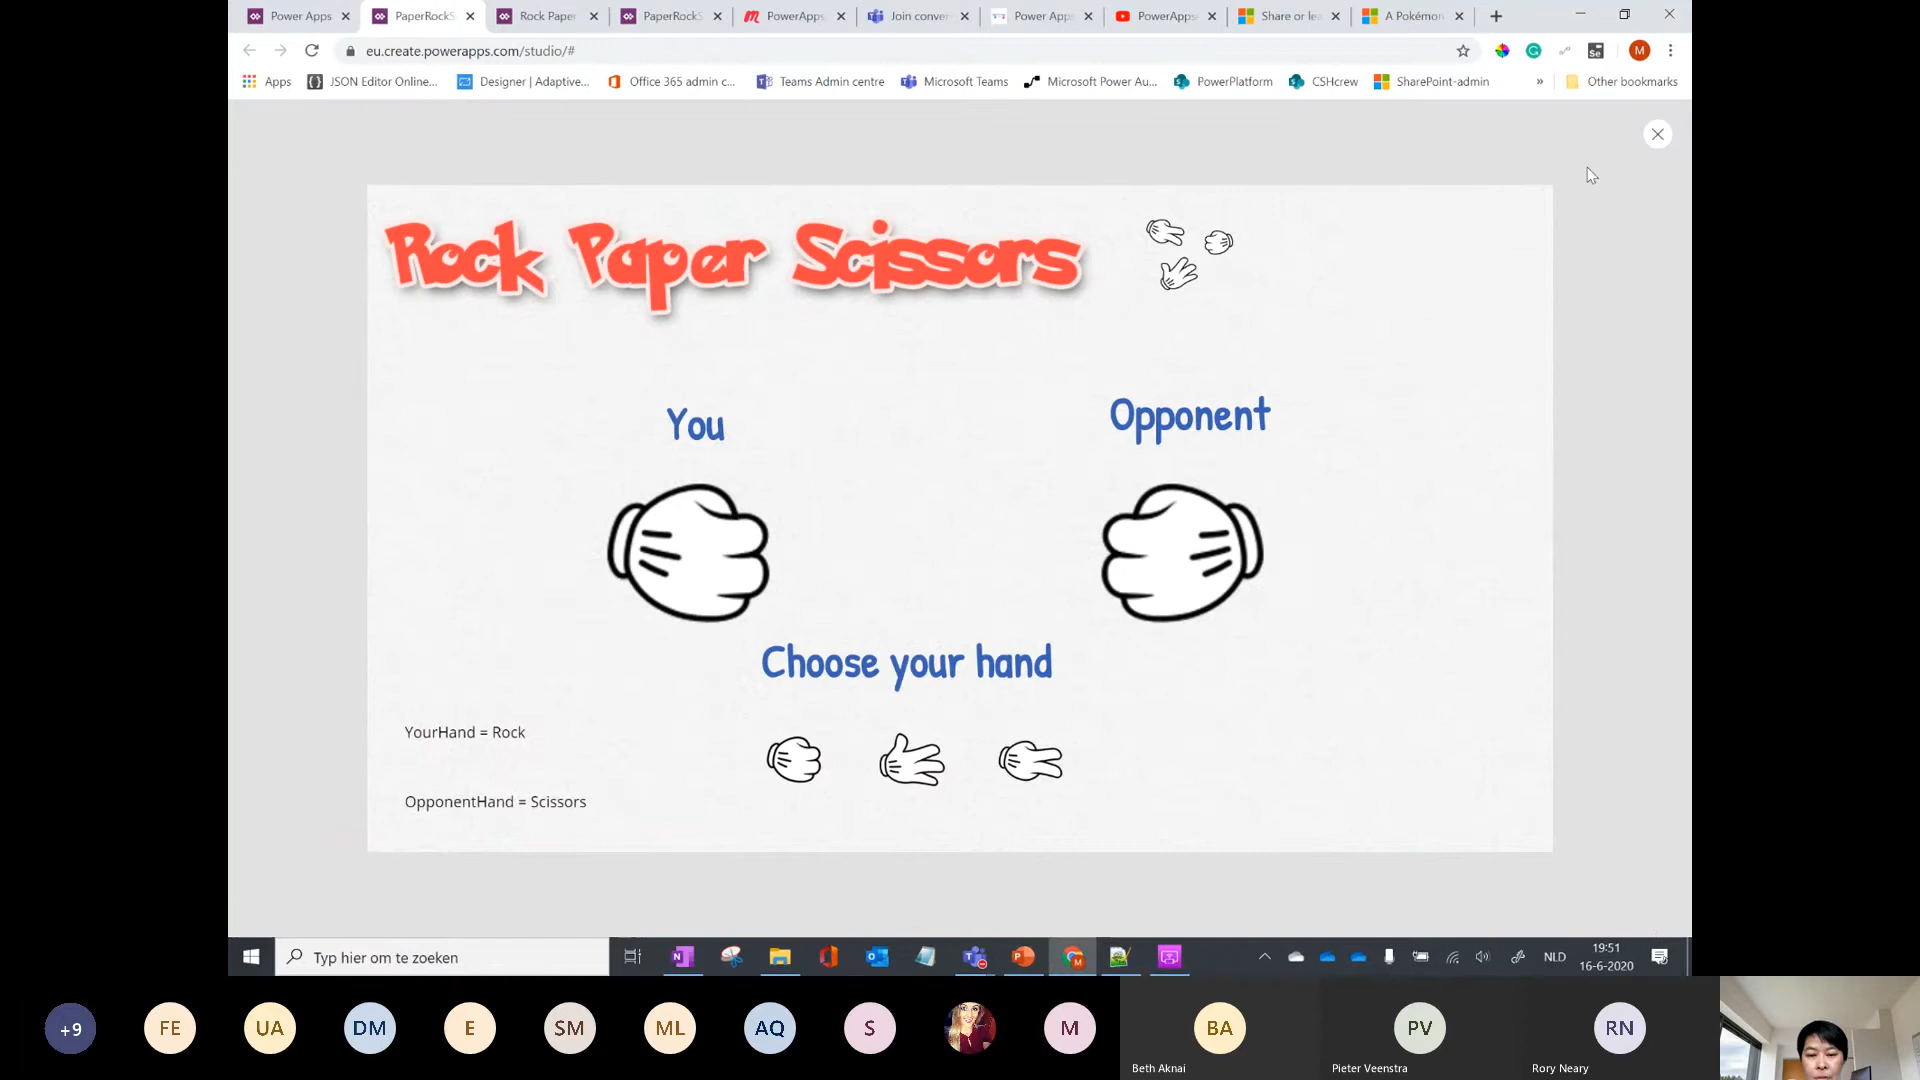 Power Apps
PaperRockS
Rock Paper
PaperRockS
PowerApps
Join conver
Power Apps
PowerApps
Share or lea
A Pokémon
eu.create.powerapps.com/studio/#
Se
M
Apps
JSON Editor Online...
Designer | Adaptive...
Office 365 admin c...
Teams Admin centre
Microsoft Teams
Microsoft Power Au...
PowerPlatform
CSHcrew
SharePoint-admin
»
Other bookmarks
Rock Paper Scissors
You
Opponent
Choose your hand
YourHand = Rock
OpponentHand = Scissors
Typ hier om te zoeken
NLD
19:51
16-6-2020
+9
FE
UA
DM
E
SM
ML
AQ
S
M
BA
PV
RN
Beth Aknai
Pieter Veenstra
Rory Neary